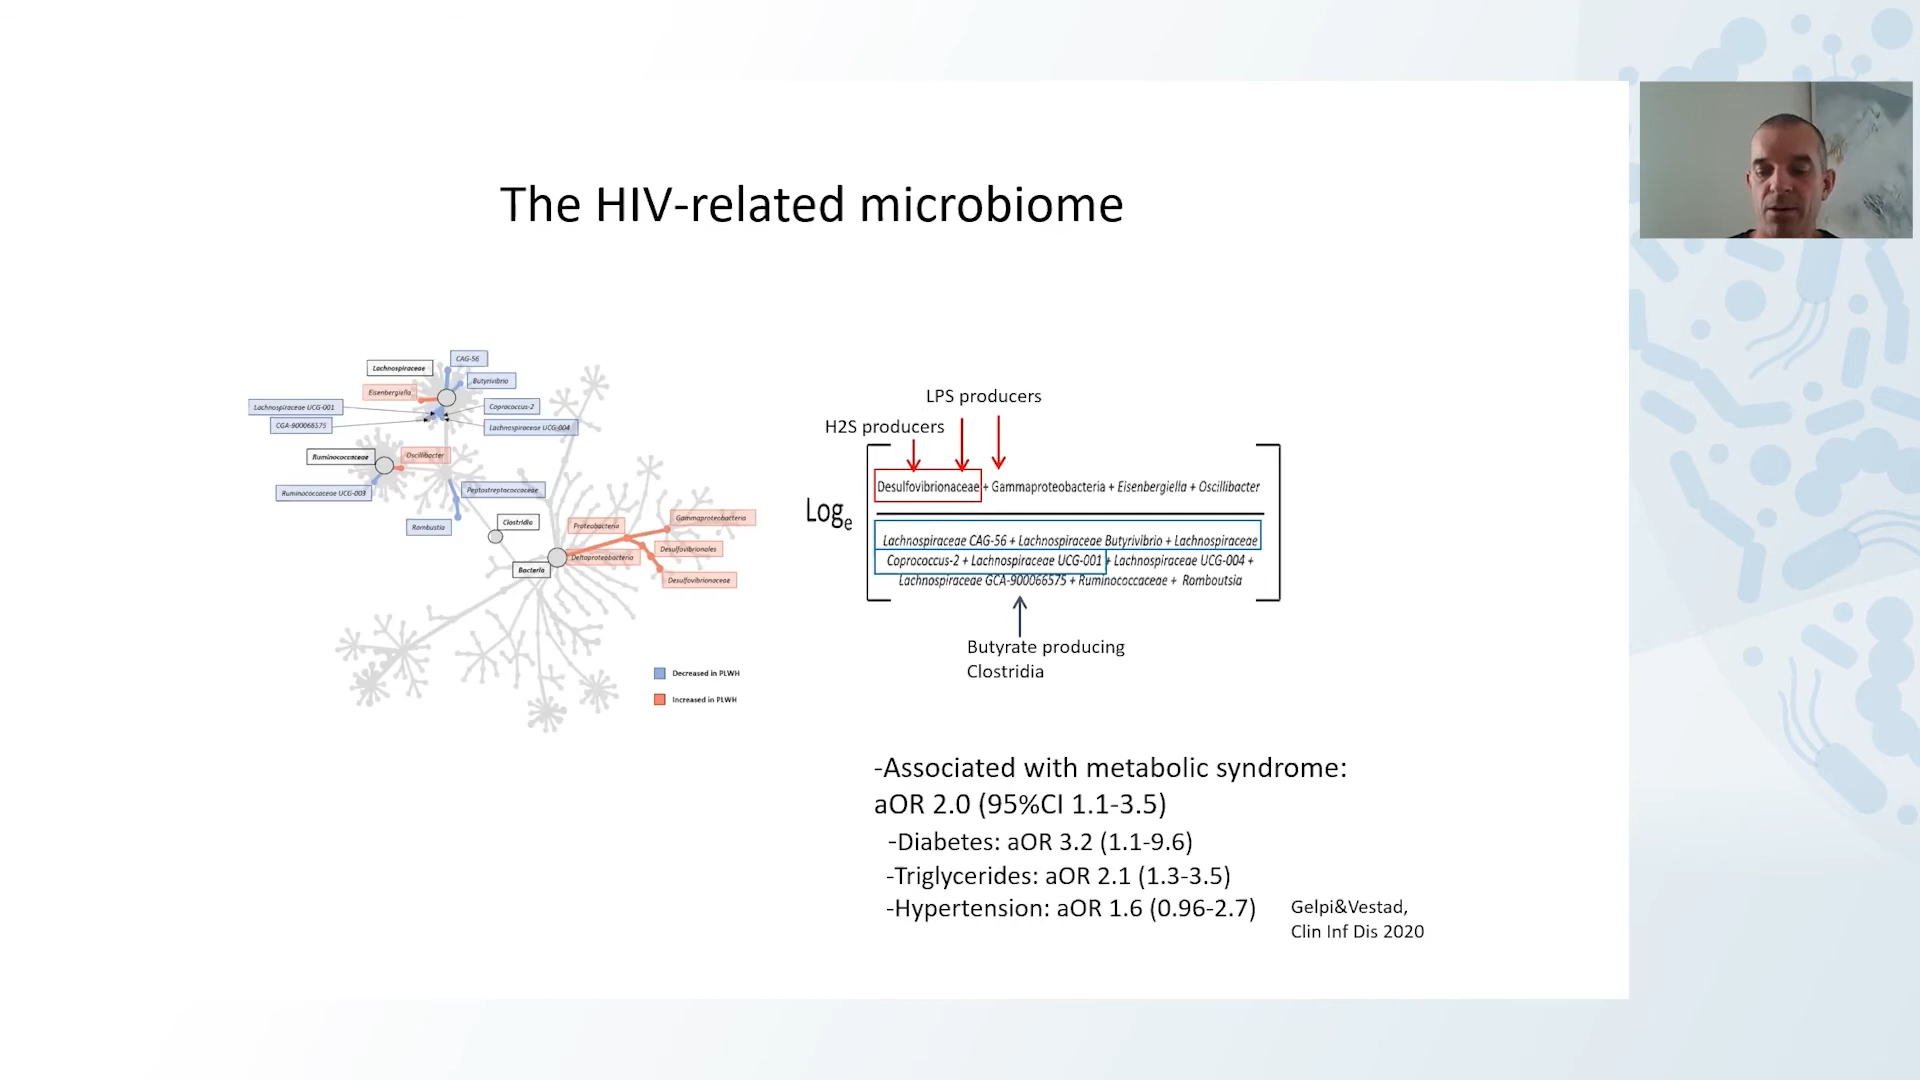 The HIV-related microbiome
CAG-56
Lachnospiraceae
Butyrivibrio
Eisenbergiella
Lachnospiraceae UCG-001
Coprococcus-2
CGA-900066575
Lachnospiraceae UCG-004
Ruminococcaceae
Oscillibacter
Ruminococcaceae UCG-003
Peptostreptococcaceae
Rombustia
Clostridia
Proteobacteria
Gammaproteobacteria
Desulfovibrionales
Deltaproteobacteria
Bacteria
Desulfovibrionaceae
Decreased in PLWH
Increased in PLWH
LPS producers
H2S producers
Desulfovibrionaceae + Gammaproteobacteria + Eisenbergiella + Oscillibacter
Loge
Lachnospiraceae CAG-56 + Lachnospiraceae Butyrivibrio + Lachnospiraceae
Coprococcus-2 + Lachnospiraceae UCG-001 + Lachnospiraceae UCG-004 +
Lachnospiraceae GCA-900066575 + Ruminococcaceae + Romboutsia
Butyrate producing
Clostridia
-Associated with metabolic syndrome:
aOR 2.0 (95%CI 1.1-3.5)
-Diabetes: aOR 3.2 (1.1-9.6)
-Triglycerides: aOR 2.1 (1.3-3.5)
-Hypertension: aOR 1.6 (0.96-2.7)
Gelpi&Vestad,
Clin Inf Dis 2020